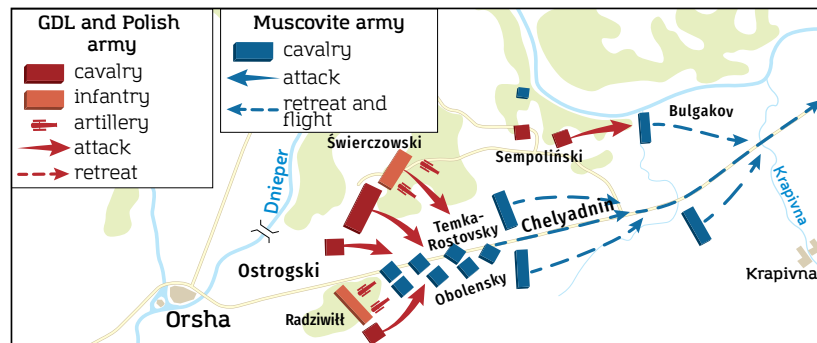 GDL and Polish
army
cavalry
infantry
artillery
attack
retreat
Muscovite army
cavalry
attack
retreat and
flight
Dnieper
Świerczowski
Sempoliński
Bulgakov
Temka-
Rostovsky
Chelyadnin
Krapivna
Ostrogski
Obolensky
Krapivna
Radziwiłł
Orsha